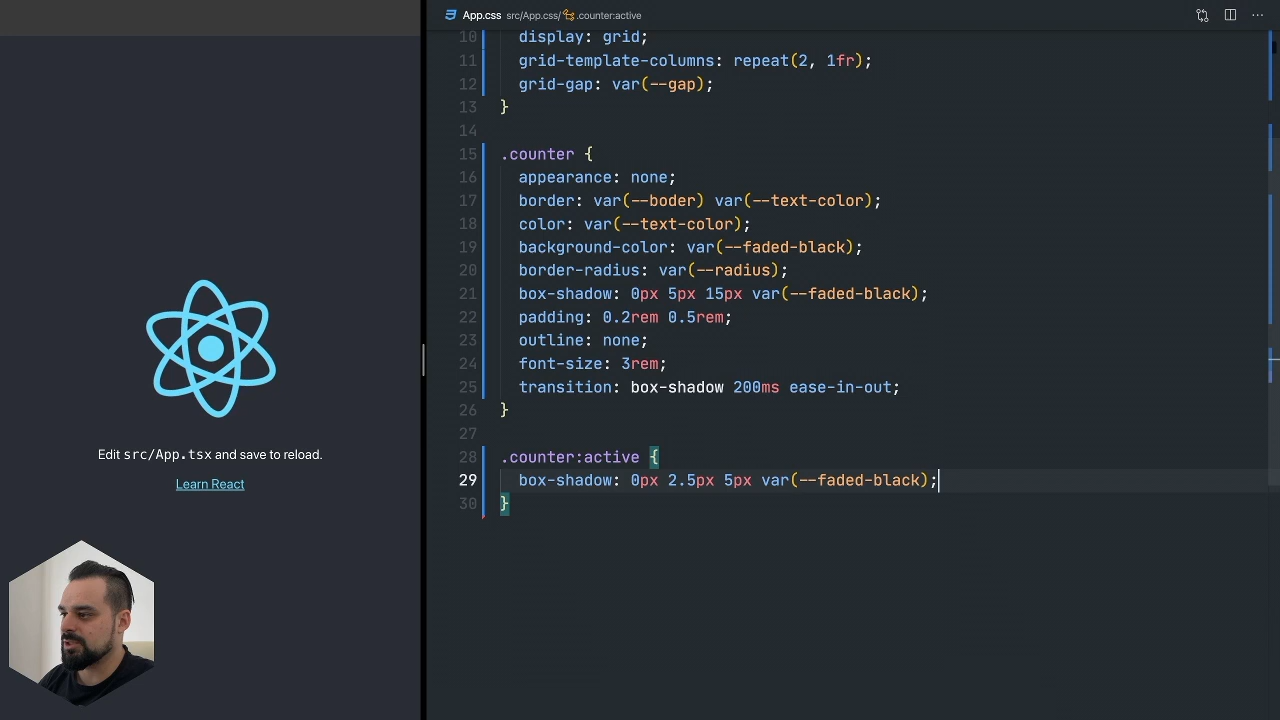 App.css src/App.css/ .counter:active
10 display: grid;
11 grid-template-columns: repeat(2, 1fr);
12 grid-gap: var(--gap);
13 }
14
15 .counter {
16 appearance: none;
17 border: var(--boder) var(--text-color);
18 color: var(--text-color);
19 background-color: var(--faded-black);
20 border-radius: var(--radius);
21 box-shadow: 0px 5px 15px var(--faded-black);
22 padding: 0.2rem 0.5rem;
23 outline: none;
24 font-size: 3rem;
25 transition: box-shadow 200ms ease-in-out;
26 }
27
28 .counter:active {
29 box-shadow: 0px 2.5px 5px var(--faded-black);
30 }
Edit src/App.tsx and save to reload.
Learn React